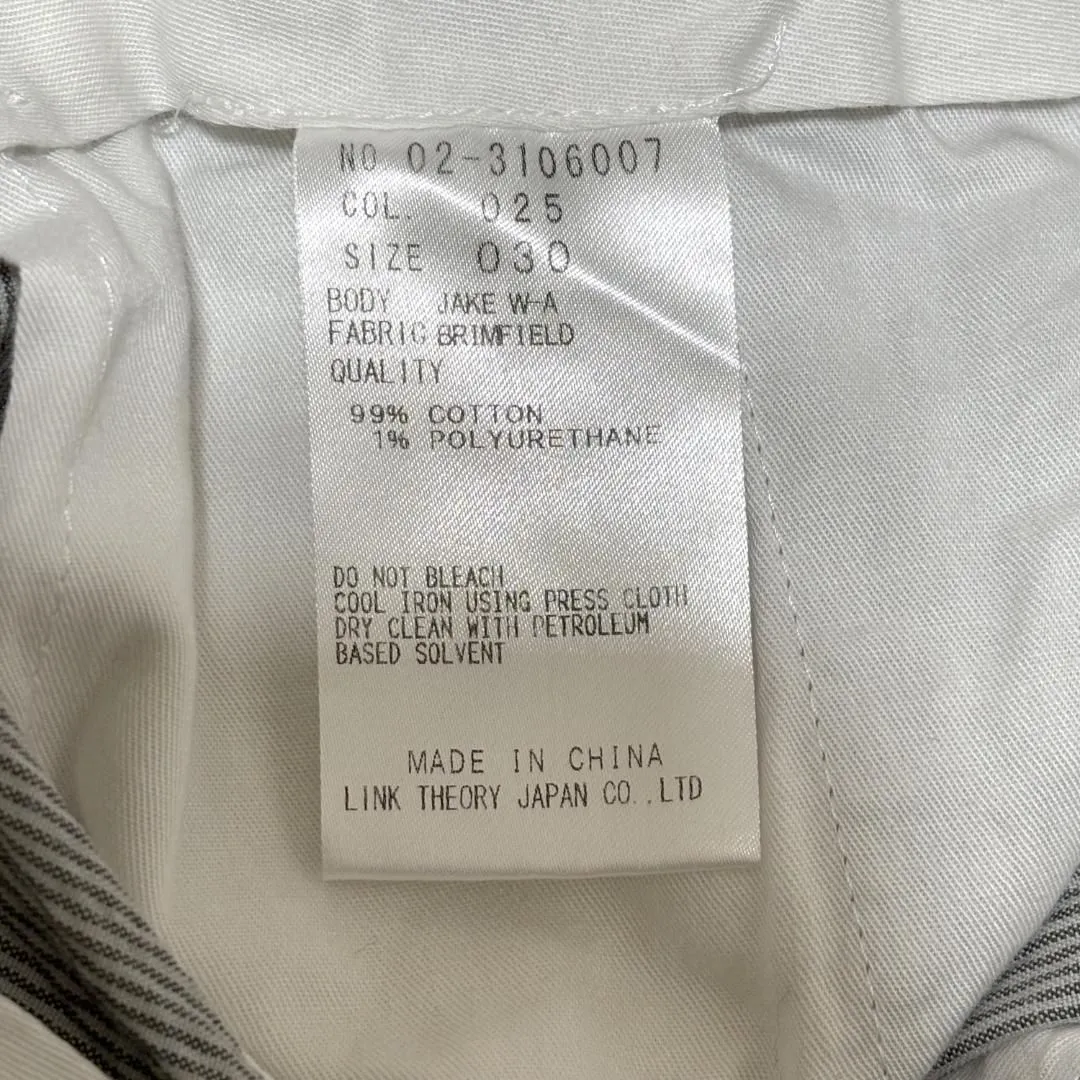 NO 02-3106007
COL. 025
SIZE 030
BODY JAKE W-A
FABRIC BRIMFIELD
QUALITY
99% COTTON
1% POLYURETHANE
DO NOT BLEACH
COOL IRON USING PRESS CLOTH
DRY CLEAN WITH PETROLLUM
BASED SOLVENT
MADE IN CHINA
LINK THEORY JAPAN CO.,LTD